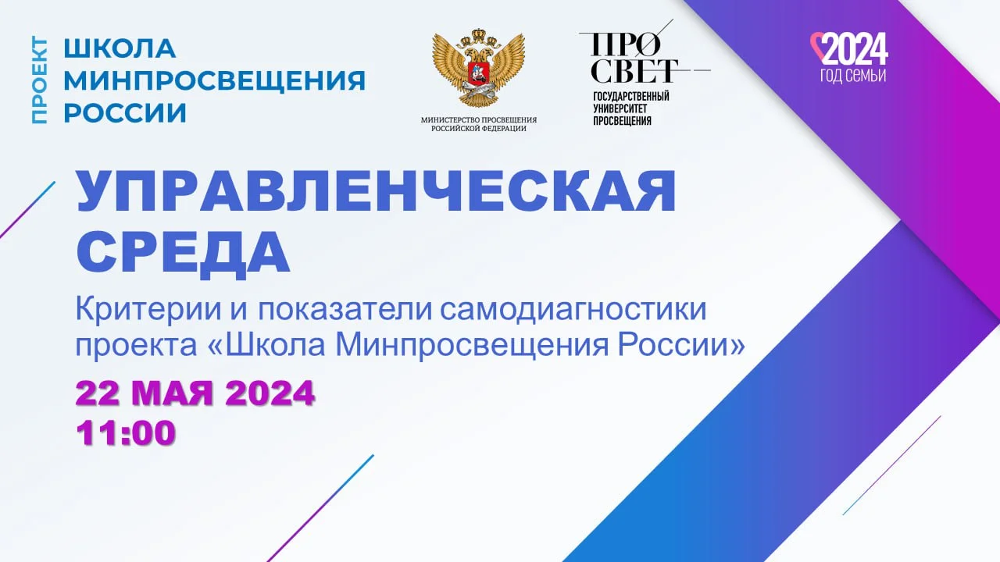 ПРОЕКТ
ШКОЛА
МИНПРОСВЕЩЕНИЯ
РОССИИ
МИНИСТЕРСТВО ПРОСВЕЩЕНИЯ
РОССИЙСКОЙ ФЕДЕРАЦИИ
ПРО
СВЕТ
ГОСУДАРСТВЕННЫЙ
УНИВЕРСИТЕТ
ПРОСВЕЩЕНИЯ
2024
ГОД СЕМЬИ
УПРАВЛЕНЧЕСКАЯ
СРЕДА
Критерии и показатели самодиагностики
проекта «Школа Минпросвещения России»
22 МАЯ 2024
11:00